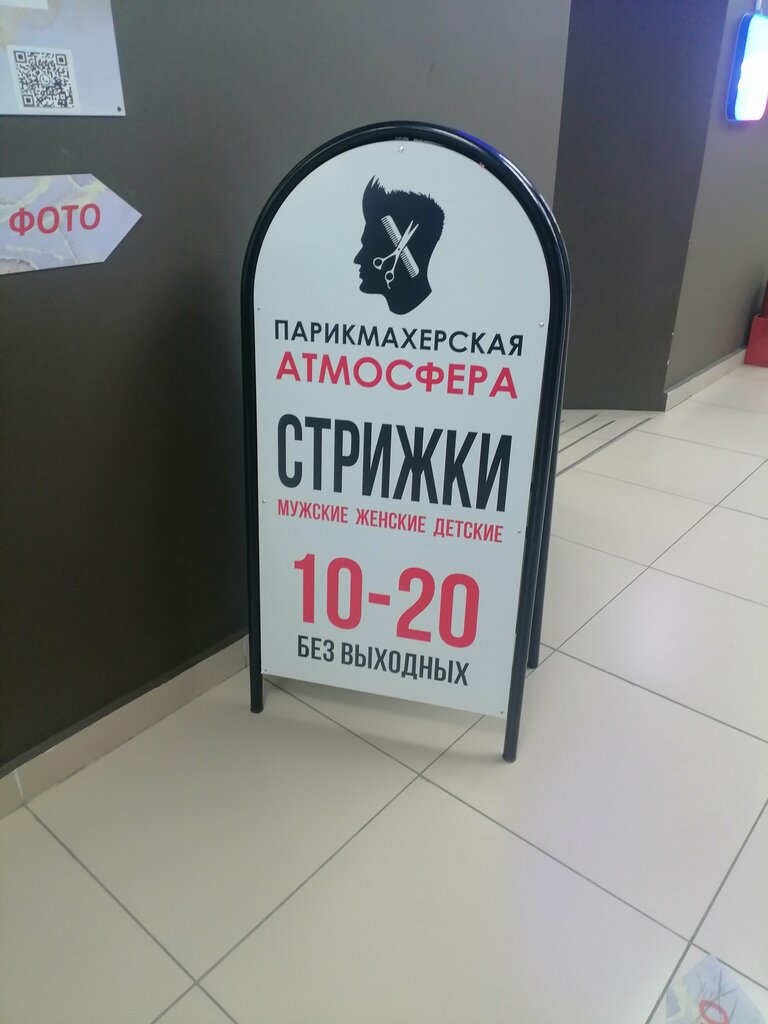 ФОТО
ПАРИКМАХЕРСКАЯ
АТМОСФЕРА
СТРИЖКИ
МУЖСКИЕ ЖЕНСКИЕ ДЕТСКИЕ
10-20
БЕЗ ВЫХОДНЫХ